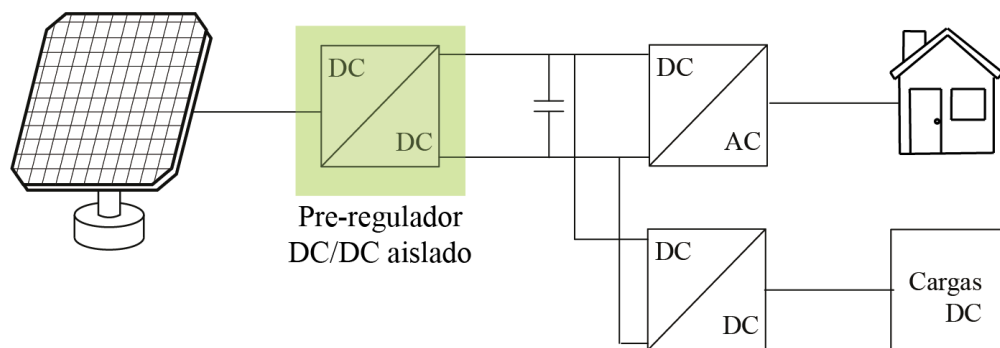 DC
DC
Pre-regulador
DC/DC aislado
DC
AC
DC
DC
Cargas
DC